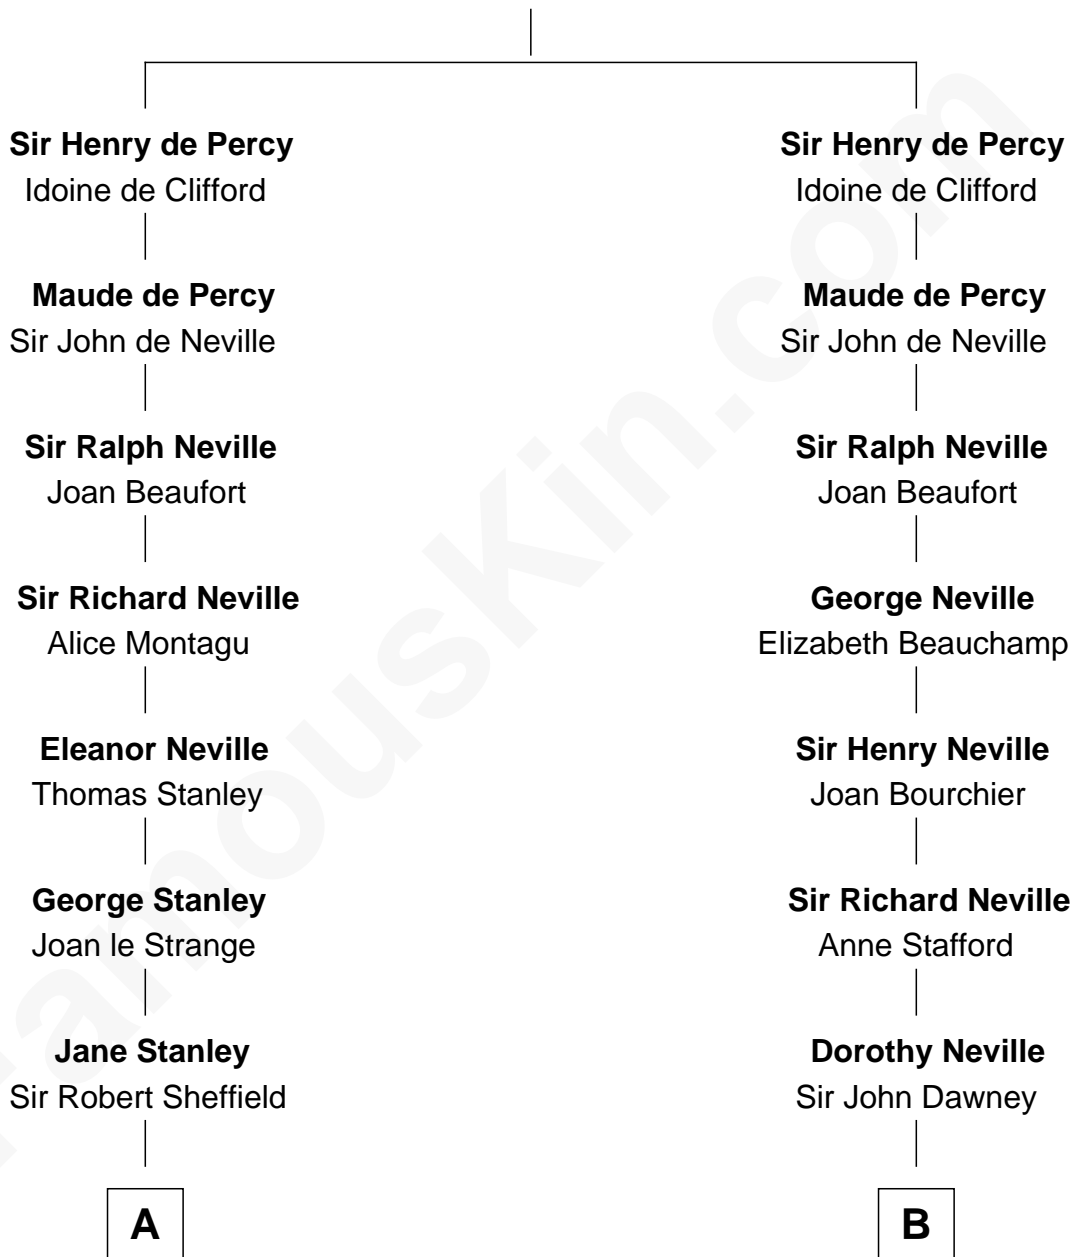 Sir Henry de Percy
Idoine de Clifford
Maude de Percy
Sir John de Neville
Sir Ralph Neville
Joan Beaufort
Sir Richard Neville
Alice Montagu
Eleanor Neville
Thomas Stanley
George Stanley
Joan le Strange
Jane Stanley
Sir Robert Sheffield
A
Sir Henry de Percy
Idoine de Clifford
Maude de Percy
Sir John de Neville
Sir Ralph Neville
Joan Beaufort
George Neville
Elizabeth Beauchamp
Sir Henry Neville
Joan Bourchier
Sir Richard Neville
Anne Stafford
Dorothy Neville
Sir John Dawney
B
FamousKin.com